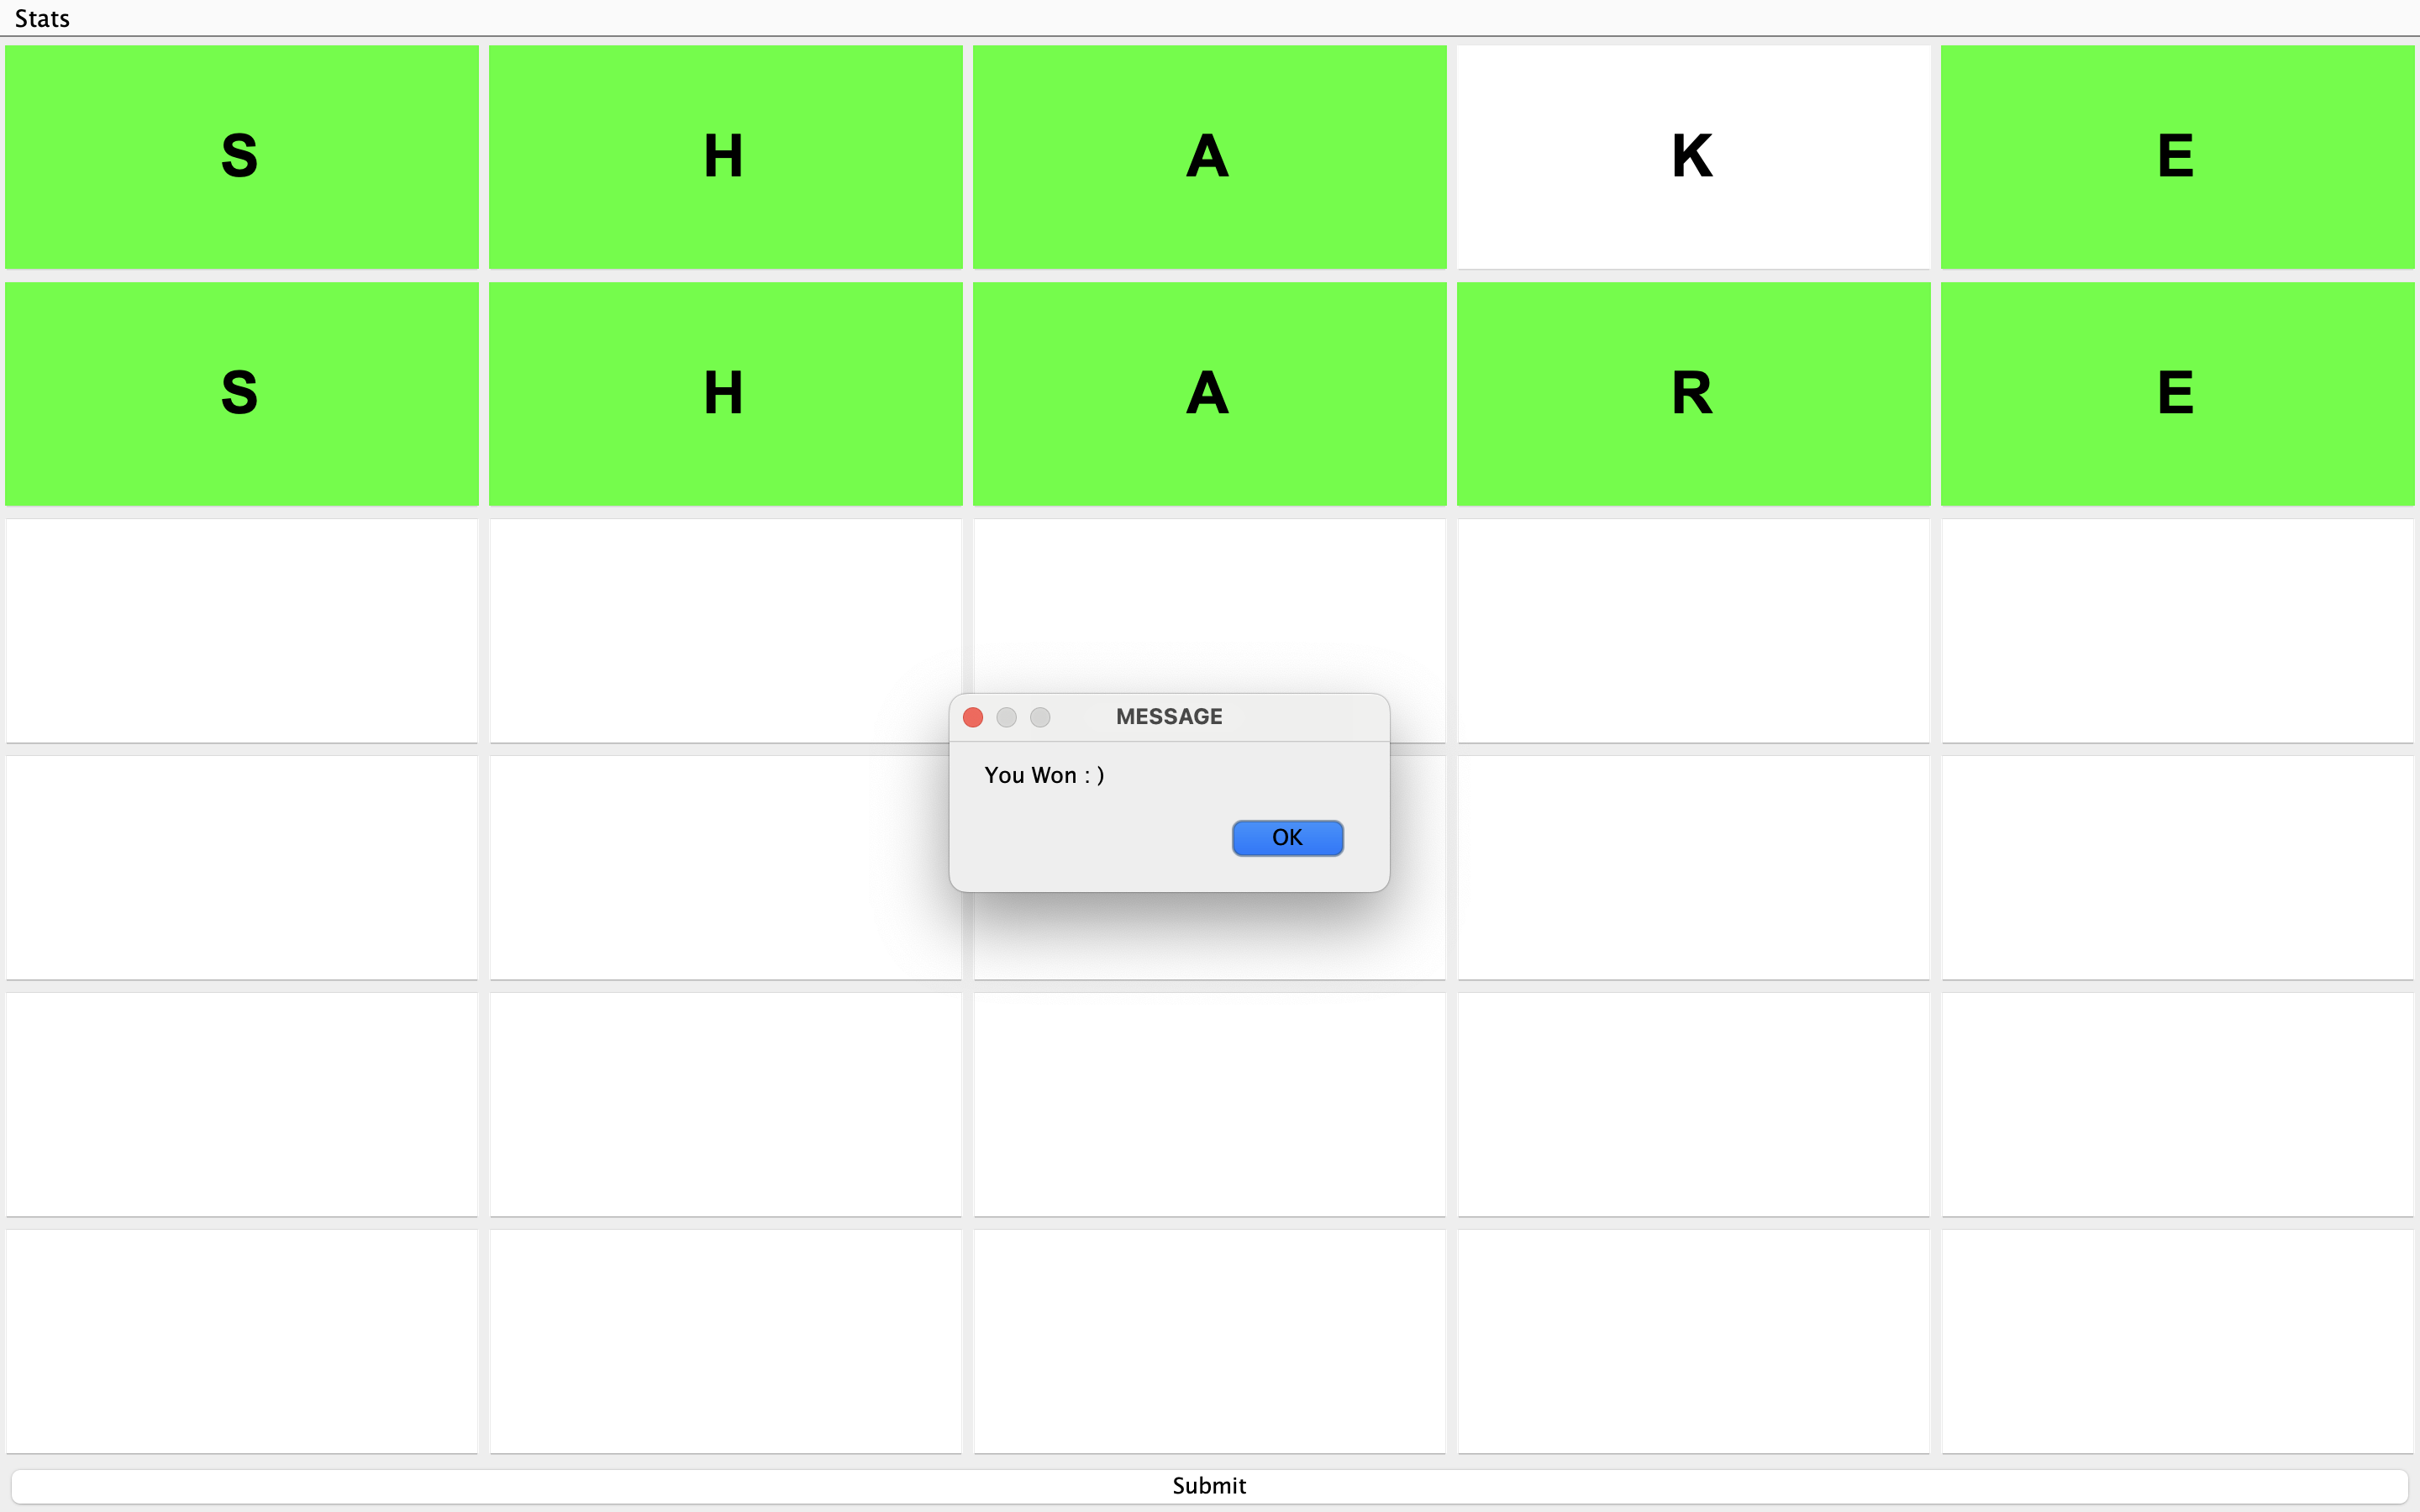 Stats
S H A K E
S H A R E
MESSAGE
You Won : )
OK
Submit